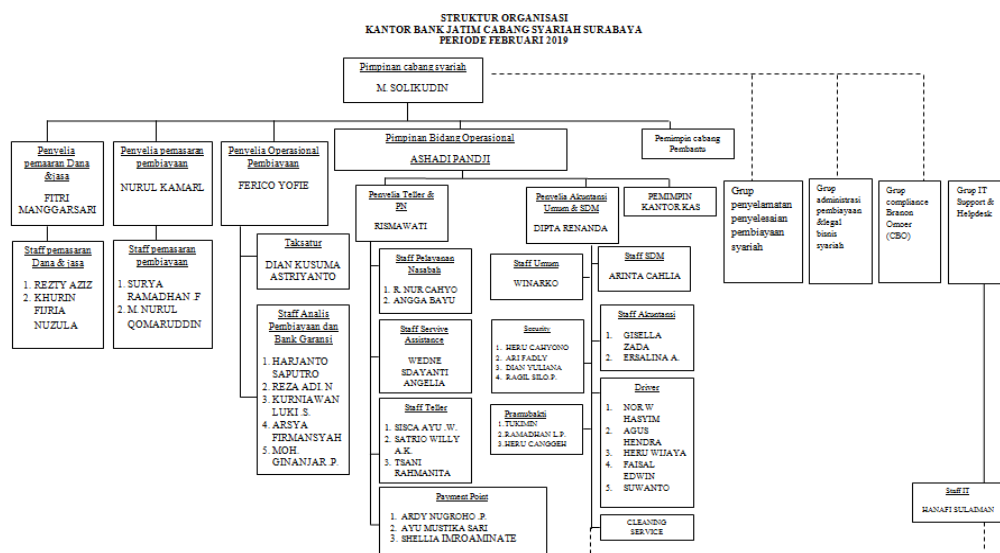 STRUKTUR ORGANISASI
KANTOR BANK JATIM CABANG SYARIAH SURABAYA
PERIODE FEBRUARI 2019
Pimpinan cabang syariah
M. SOLIKUDIN
Penyelia
pemaaran Dana
&jasa
FITRI
MANGGARSARI
Penyelia pemasaran
pembiayaan
NURUL KAMARL
Penyelia Operasional
Pembiayaan
FERICO YOFIE
Pimpinan Bidang Operasional
ASHADI PANDJI
Pemimpin cabang
Pembantu
Penyelia Teller &
PN
RISMAWATI
Penyelia Akuntansi
Umum & SDM
DIPTA RENANDA
PEMIMPIN
KANTOR KAS
Grup
penyelamatan
penyelesaian
pembiayaan
syariah
Grup
administrasi
pembiayaan
&legal
bisnis
syariah
Grup
compliance
Branon
Omcer
(CBO)
Grup IT
Support &
Helpdesk
Staff pemasaran
Dana & jasa
1. REZTY AZIZ
2. KHURIN
FIJRIA
NUZULA
Staff pemasaran
pembiayaan
1. SURYA
RAMADHAN .F
2. M. NURUL
QOMARUDDIN
Taksatur
DIAN KUSUMA
ASTRIYANTO
Staff Analis
Pembiayaan dan
Bank Garansi
1. HARJANTO
SAPUTRO
2. REZA ADI. N
3. KURNIAWAN
LUKI .S.
4. ARSYA
FIRMANSYAH
5. MOH.
GINANJAR .P.
Staff Pelayanan
Nasabah
1. R. NUR CAHYO
2. ANGGA BAYU
Staff Servive
Assistance
WEDNE
SDAYANTI
ANGELIA
Staff Teller
1. SISCA AYU .W.
2. SATRIO WILLY
A.K.
3. TSANI
RAHMANITA
Payment Point
1. ARDY NUGROHO .P.
2. AYU MUSTIKA SARI
3. SHELLIA IMROAMINATE
Staff Umum
WINARKO
Security
1. HERU CAHYONO
2. ARI FADLY
3. DIAN YULIANA
4. RAGIL SILO.P.
Pramubakti
1.TUKIMIN
2.RAMADHAN L.P.
3.HERU CANGGEH
Staff SDM
ARINTA CAHLIA
Staff Akuntansi
1. GISELLA
ZADA
2. ERSALINA A.
Driver
1. NOR.W
HASYIM
2. AGUS
HENDRA
3. HERU WIJAYA
4. FAISAL
EDWIN
5. SUWANTO
CLEANING
SERVICE
Staff IT
HANAFI SULAIMAN